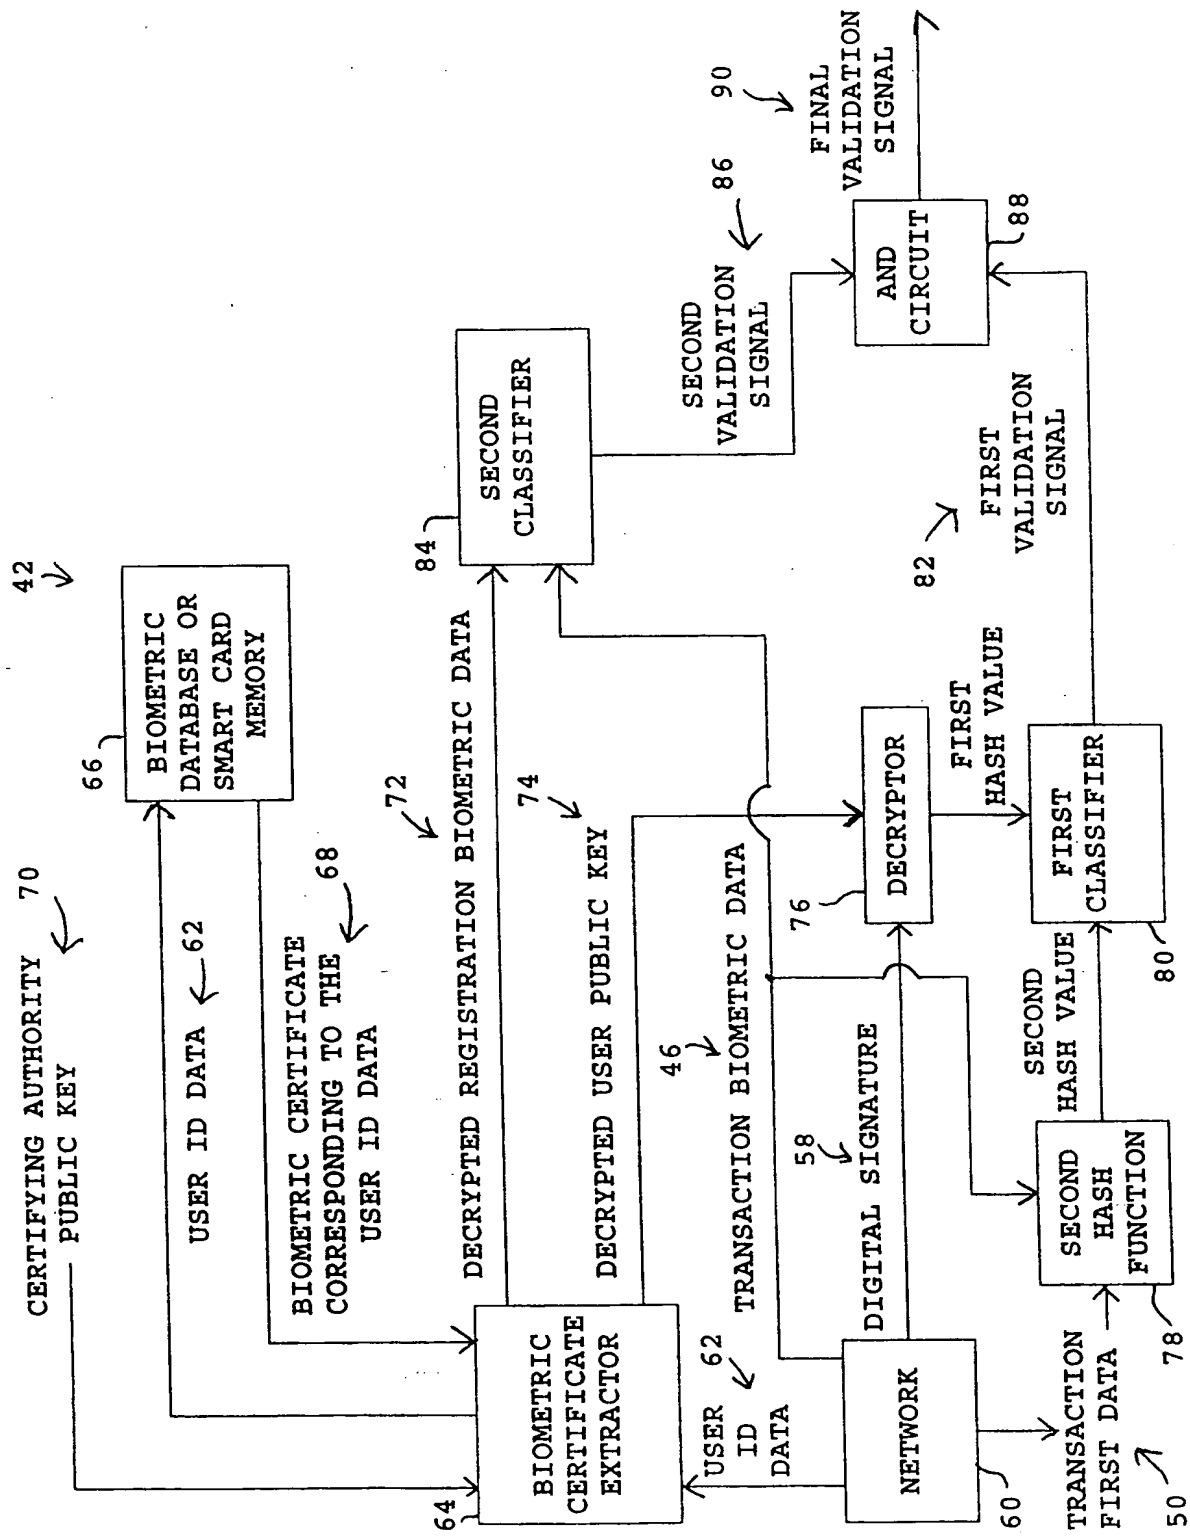 42
CERTIFYING AUTHORITY
PUBLIC KEY
70
USER ID DATA
62
66
BIOMETRIC
DATABASE OR
SMART CARD
MEMORY
BIOMETRIC CERTIFICATE
CORRESPONDING TO THE
USER ID DATA
68
64
BIOMETRIC
CERTIFICATE
EXTRACTOR
72
DECRYPTED REGISTRATION BIOMETRIC DATA
84
SECOND
CLASSIFIER
74
DECRYPTED USER PUBLIC KEY
USER
ID
DATA
62
46
TRANSACTION BIOMETRIC DATA
SECOND
VALIDATION
SIGNAL
86
90
FINAL
VALIDATION
SIGNAL
58
DIGITAL SIGNATURE
76
DECRYPTOR
AND
CIRCUIT
88
60
NETWORK
FIRST
HASH VALUE
82
FIRST
VALIDATION
SIGNAL
SECOND
HASH VALUE
FIRST
CLASSIFIER
80
SECOND
HASH
FUNCTION
78
TRANSACTION
FIRST DATA
50